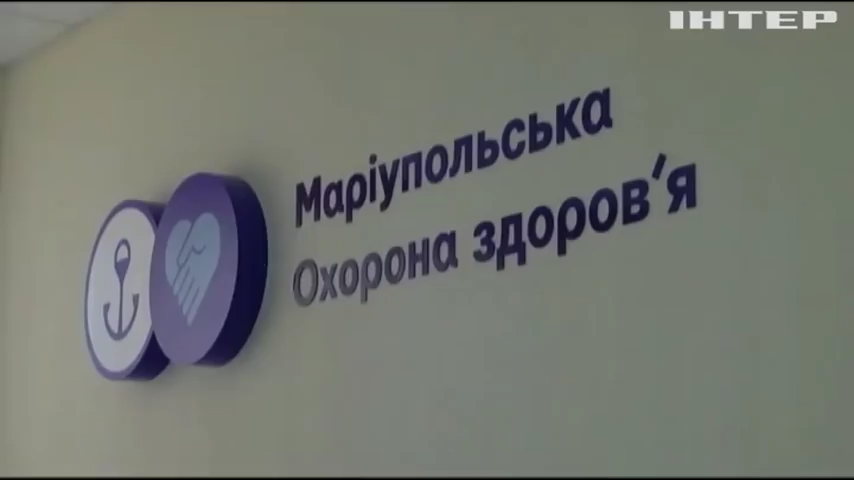 ІНТЕР
Маріупольська
Охорона здоров'я